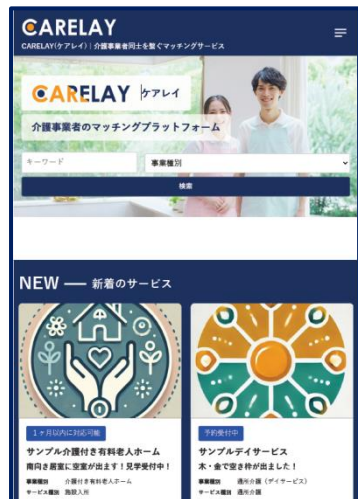 CARELAY
CARELAY(ケアレイ)｜介護事業者同士を繋ぐマッチングサービス
CARELAY ケアレイ
介護事業者のマッチングプラットフォーム
キーワード 事業種別
検索
NEW — 新着のサービス
1ヶ月以内に対応可能
サンプル介護付き有料老人ホーム
南向き居室に空室が出ます！見学受付中！
事業種別 介護付き有料老人ホーム
サービス種別 施設入所
予約受付中
サンプルデイサービス
木・金で空き枠が出ました！
事業種別 通所介護（デイサービス）
サービス種別 通所介護